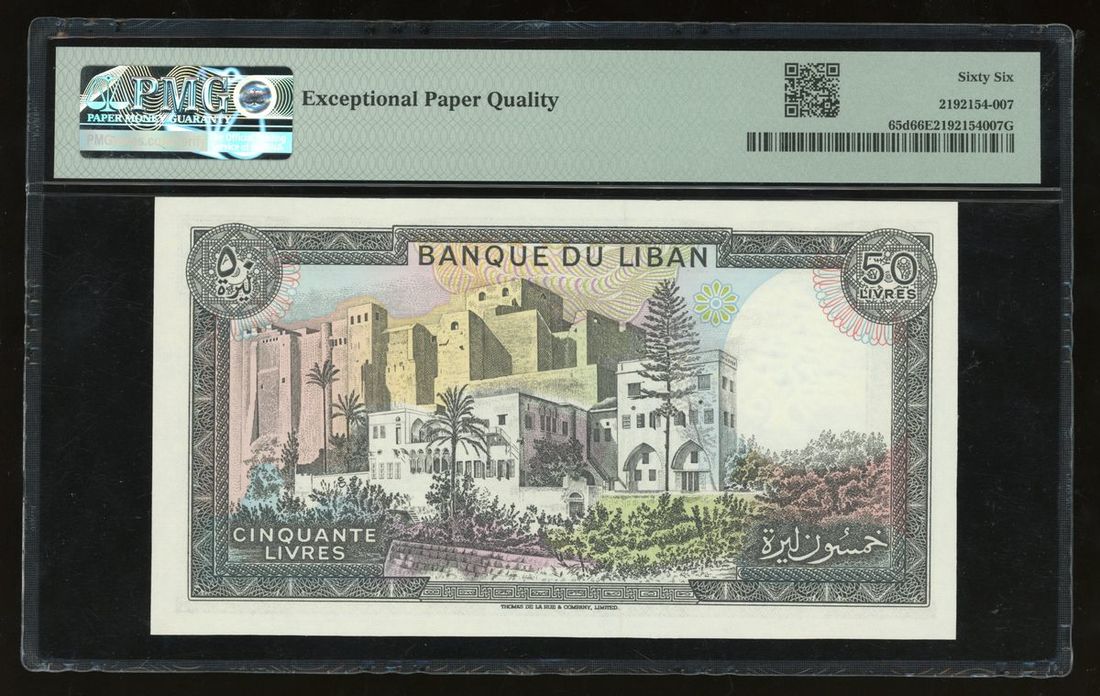 PMG
PAPER MONEY GUARANTY
Exceptional Paper Quality
Sixty Six
2192154-007
65d66E2192154007G
BANQUE DU LIBAN
٥٠
ليرة
50
LIVRES
CINQUANTE
LIVRES
خمسون ليرة
THOMAS DE LA RUE & COMPANY, LIMITED.